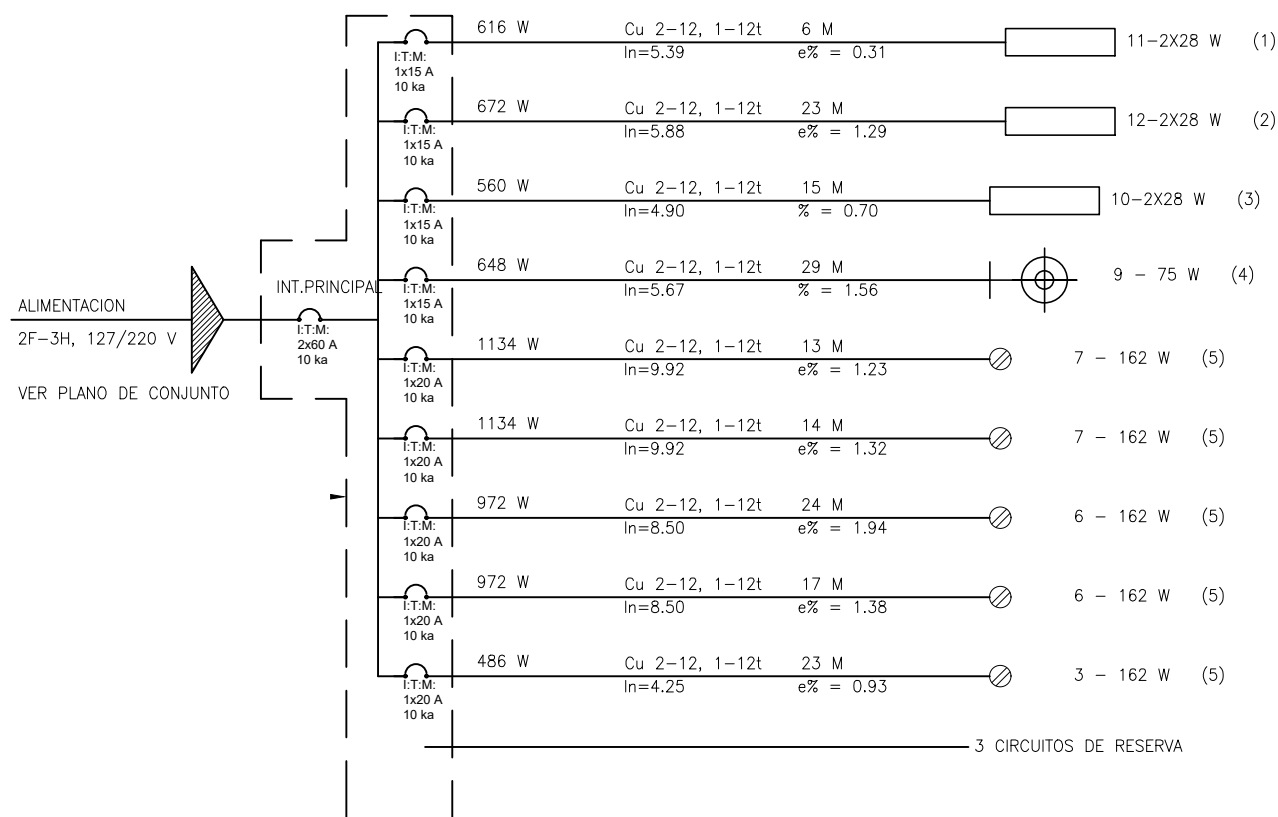 616 W Cu 2-12, 1-12t 6 M
In=5.39 e% = 0.31
11-2X28 W (1)
I:T:M:
1x15 A
10 ka
672 W Cu 2-12, 1-12t 23 M
In=5.88 e% = 1.29
12-2X28 W (2)
I:T:M:
1x15 A
10 ka
560 W Cu 2-12, 1-12t 15 M
In=4.90 % = 0.70
10-2X28 W (3)
I:T:M:
1x15 A
10 ka
648 W Cu 2-12, 1-12t 29 M
In=5.67 % = 1.56
9 - 75 W (4)
I:T:M:
1x15 A
10 ka
INT.PRINCIPAL
I:T:M:
2x60 A
10 ka
ALIMENTACION
2F-3H, 127/220 V
VER PLANO DE CONJUNTO
1134 W Cu 2-12, 1-12t 13 M
In=9.92 e% = 1.23
7 - 162 W (5)
I:T:M:
1x20 A
10 ka
1134 W Cu 2-12, 1-12t 14 M
In=9.92 e% = 1.32
7 - 162 W (5)
I:T:M:
1x20 A
10 ka
972 W Cu 2-12, 1-12t 24 M
In=8.50 e% = 1.94
6 - 162 W (5)
I:T:M:
1x20 A
10 ka
972 W Cu 2-12, 1-12t 17 M
In=8.50 e% = 1.38
6 - 162 W (5)
I:T:M:
1x20 A
10 ka
486 W Cu 2-12, 1-12t 23 M
In=4.25 e% = 0.93
3 - 162 W (5)
I:T:M:
1x20 A
10 ka
3 CIRCUITOS DE RESERVA